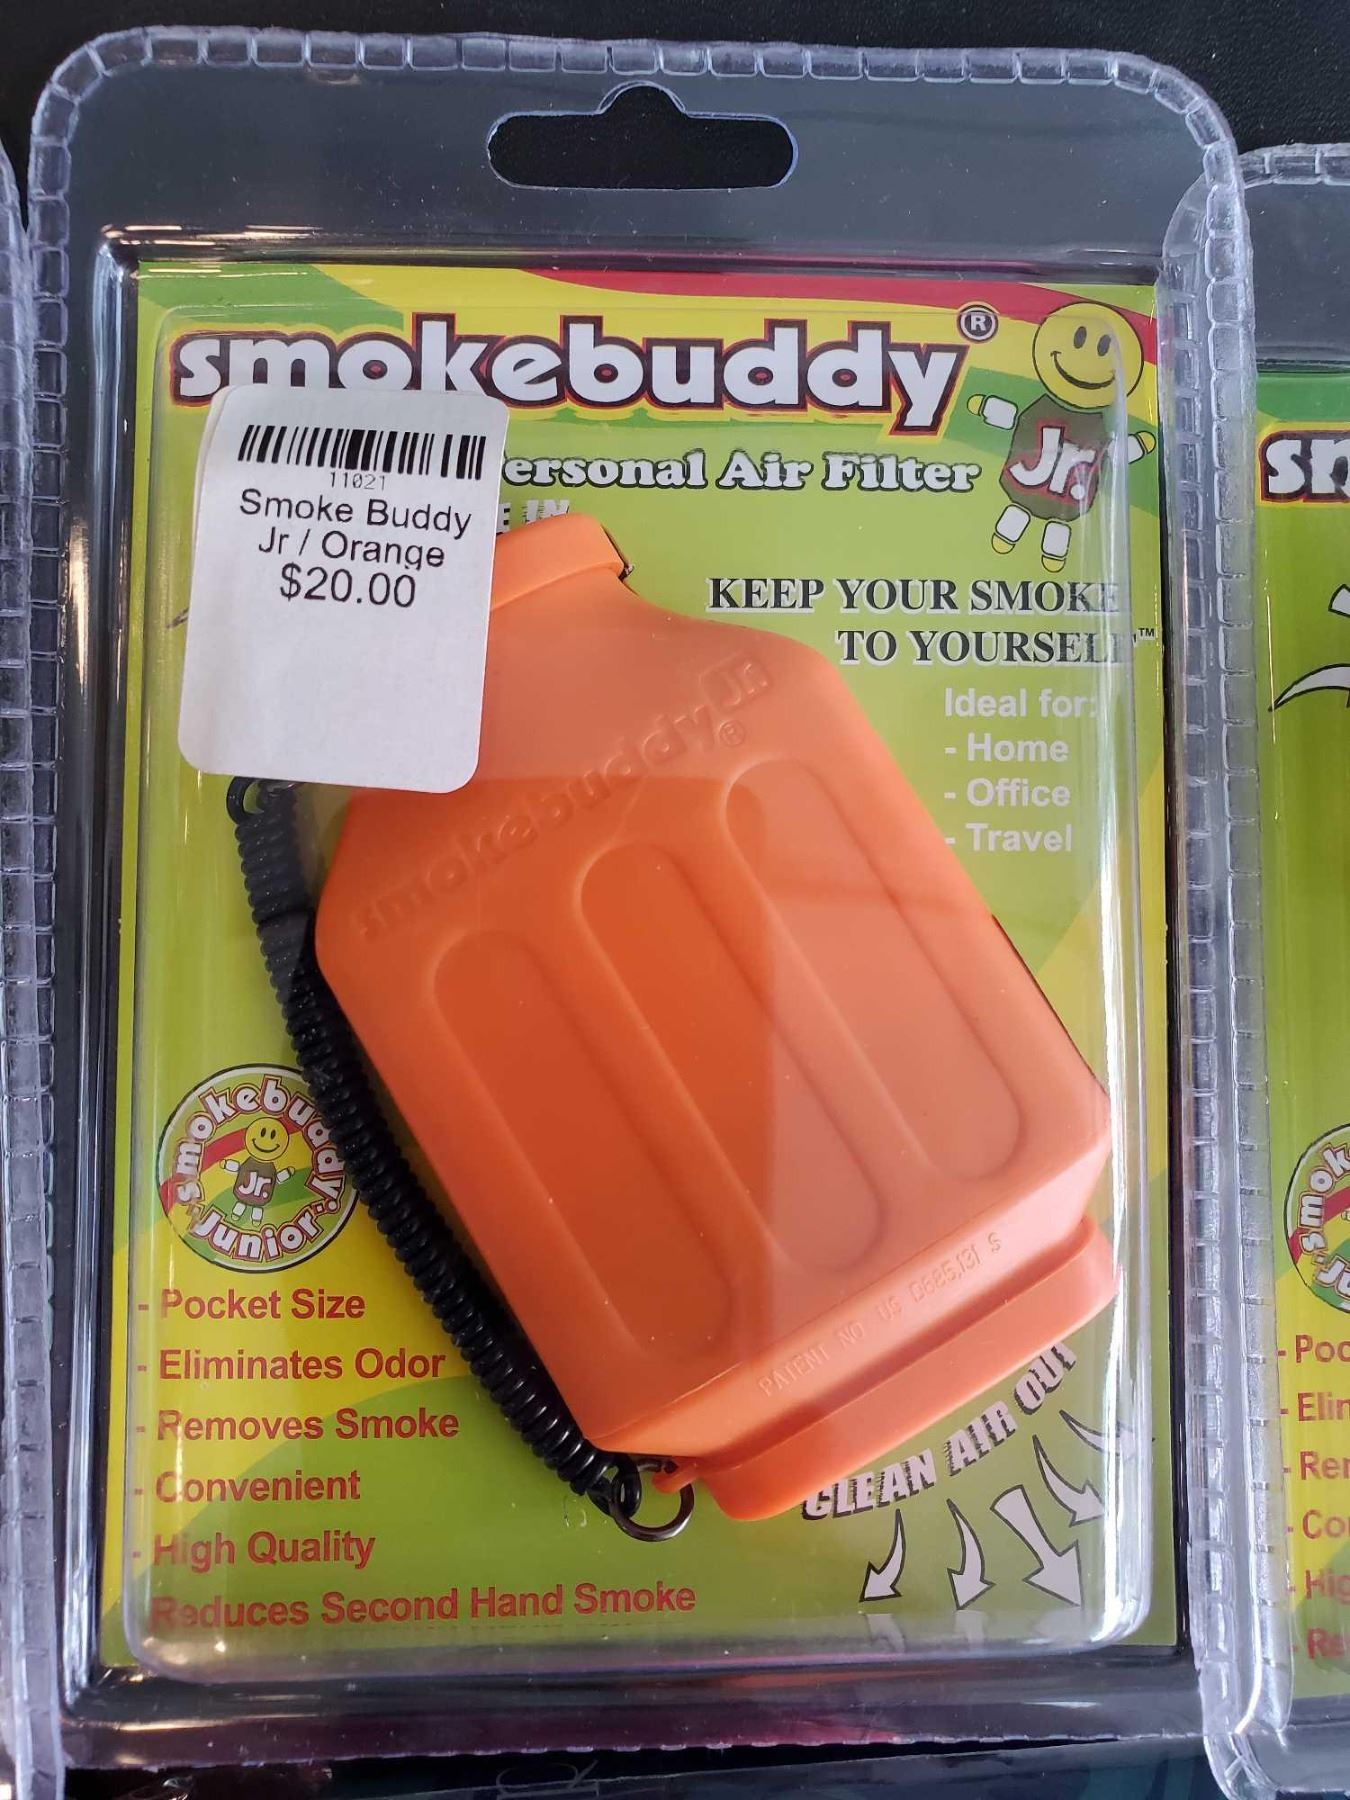 smokebuddy®
Jr.
11021
Smoke Buddy
Jr / Orange
$20.00
Air Filter
KEEP YOUR SMOKE
TO YOURSELF™
Ideal for:
- Home
- Office
- Travel
smokebuddy Jr.
®
smokebuddy
Jr.
Junior
- Pocket Size
- Eliminates Odor
- Removes Smoke
- Convenient
- High Quality
Reduces Second Hand Smoke
PATENT NO US D625,131 S
CLEAN AIR OUT